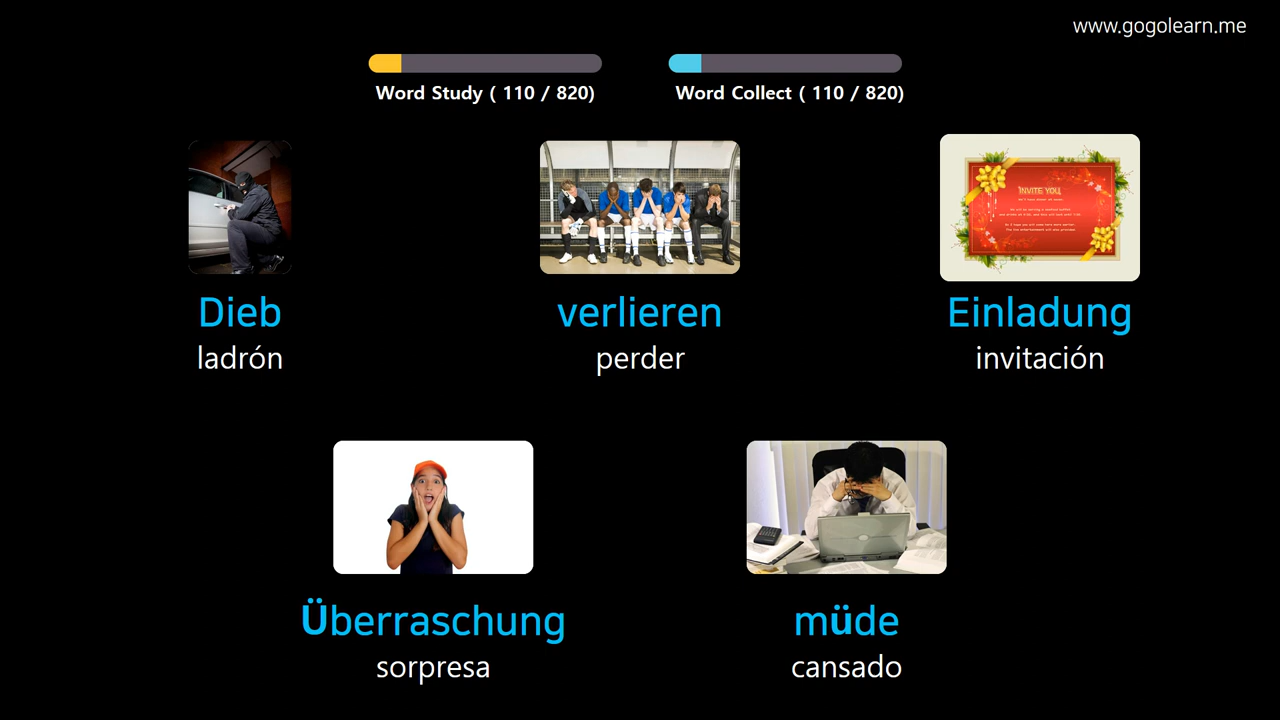 www.gogolearn.me
Word Study ( 110 / 820)
Word Collect ( 110 / 820)
INVITE YOU
Dieb
ladrón
verlieren
perder
Einladung
invitación
Überraschung
sorpresa
müde
cansado